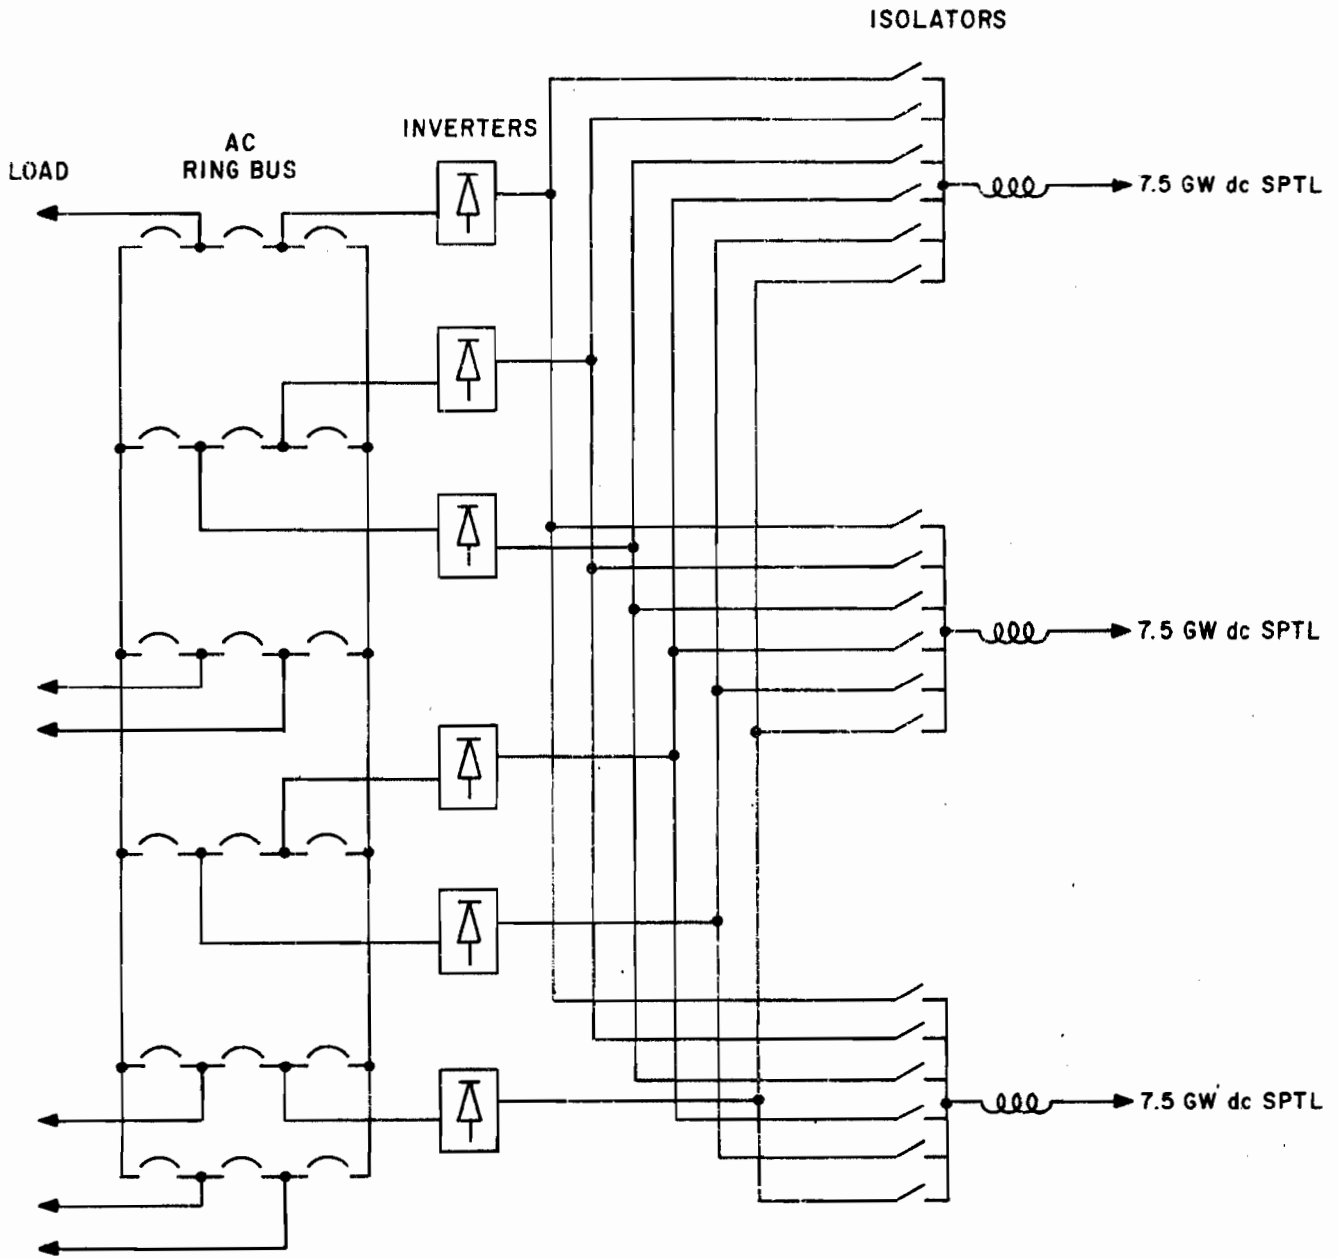 ISOLATORS
INVERTERS
AC
RING BUS
LOAD
7.5 GW dc SPTL
7.5 GW dc SPTL
7.5 GW dc SPTL